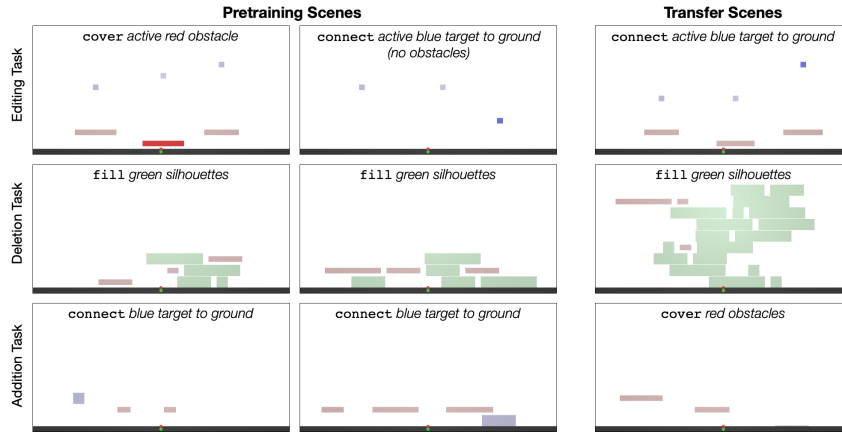 Pretraining Scenes
Transfer Scenes
Editing Task
cover active red obstacle
connect active blue target to ground
(no obstacles)
connect active blue target to ground
Deletion Task
fill green silhouettes
fill green silhouettes
fill green silhouettes
Addition Task
connect blue target to ground
connect blue target to ground
cover red obstacles